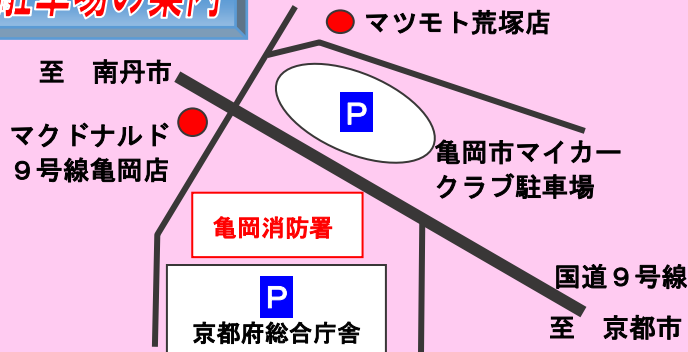 駐車場の案内
マツモト荒塚店
至　南丹市
P
マクドナルド
９号線亀岡店
亀岡市マイカー
クラブ駐車場
亀岡消防署
国道９号線
P
至　京都市
京都府総合庁舎